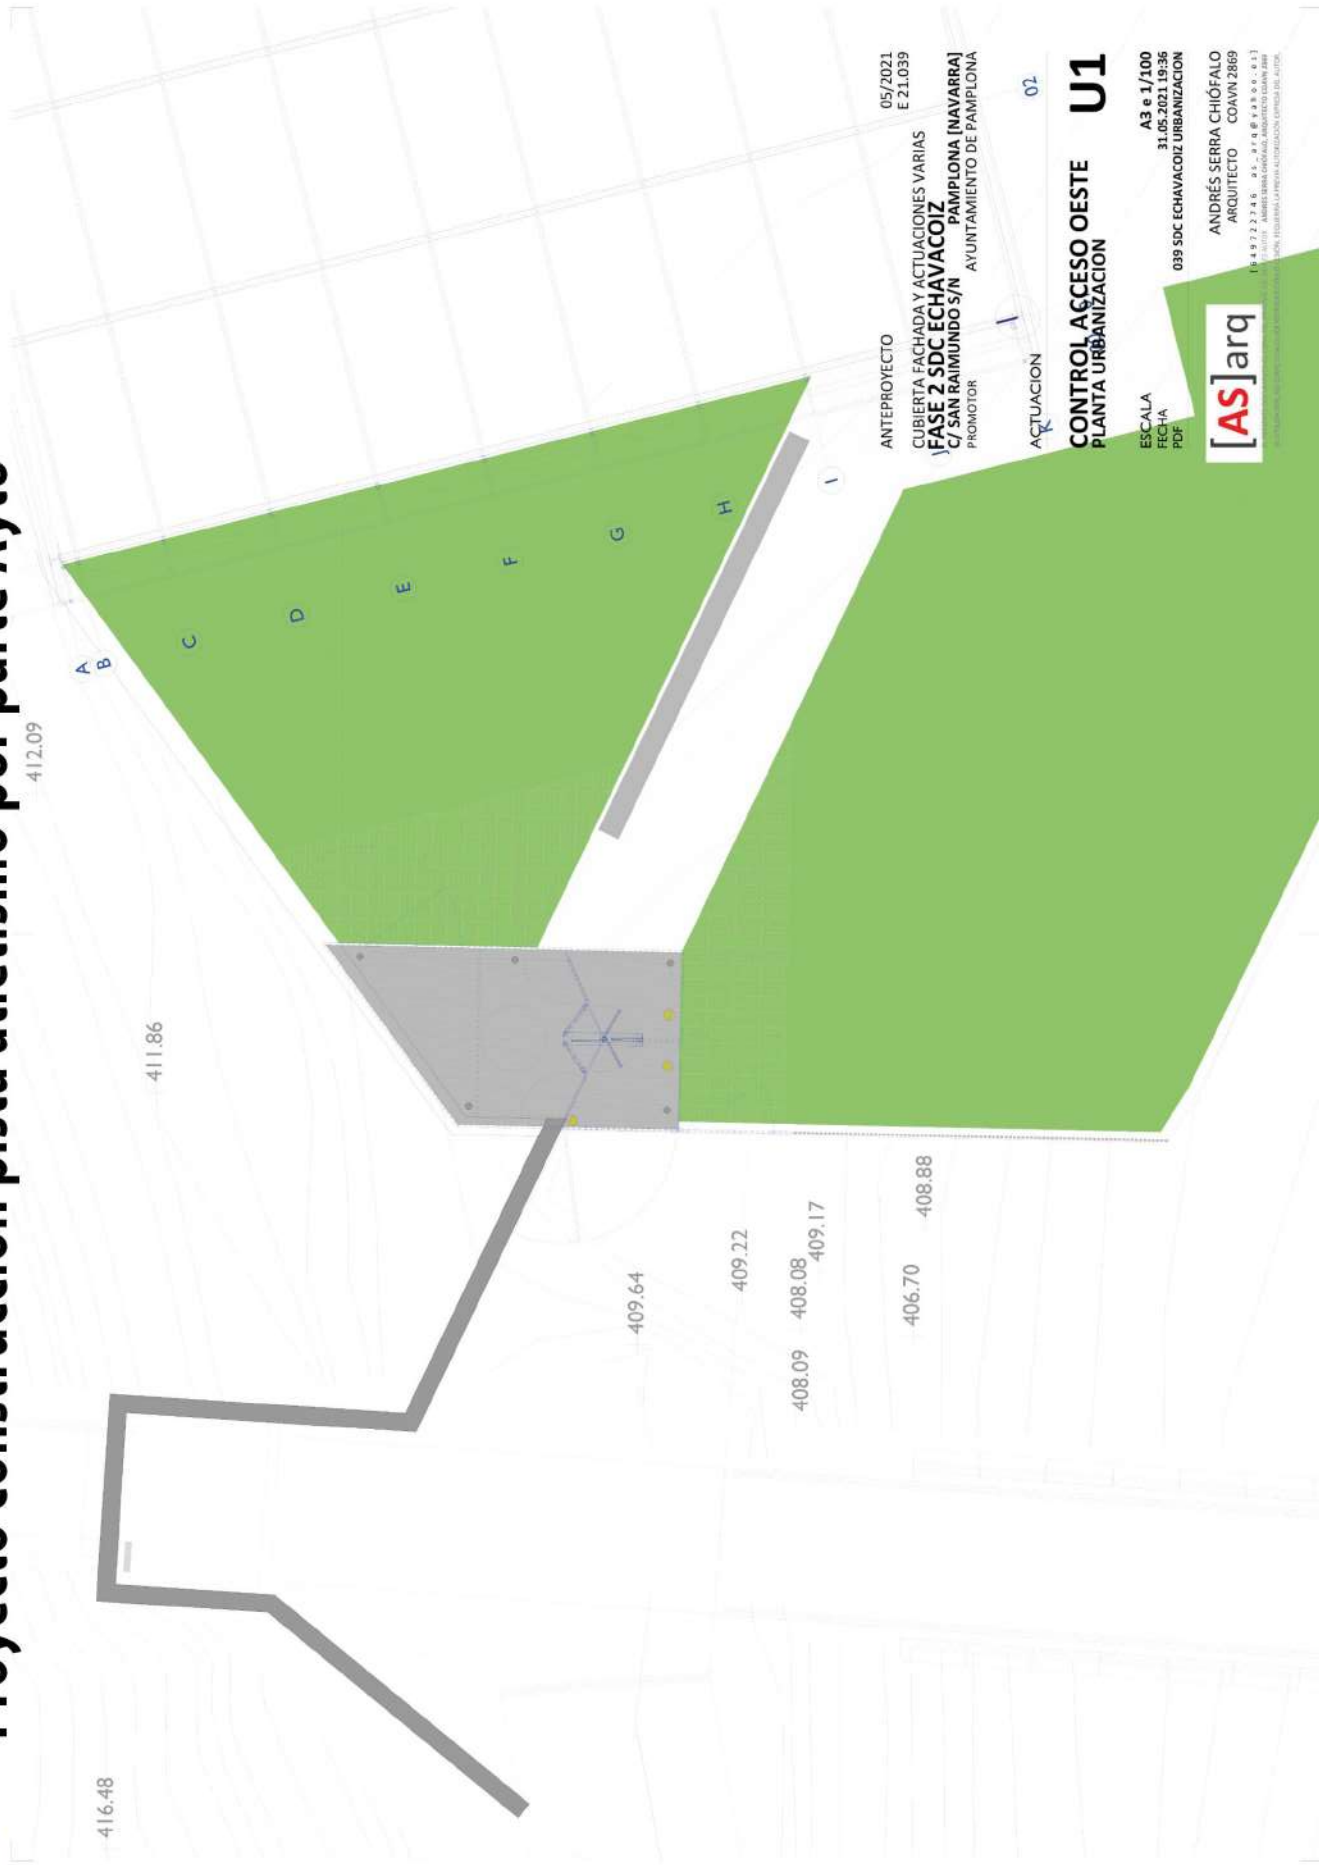 Proyecto construcción pista atletismo por parte Ayto
412.09
411.86
416.48
409.64
409.22
408.08
409.17
408.09
408.88
406.70
A
B
C
D
E
F
G
H
I
J
K
ANTEPROYECTO 05/2021
E 21.039
CUBIERTA FACHADA Y ACTUACIONES VARIAS
FASE 2 SDC ECHAVACOIZ
C/ SAN RAIMUNDO S/N PAMPLONA [NAVARRA]
PROMOTOR AYUNTAMIENTO DE PAMPLONA
ACTUACION 02
CONTROL ACCESO OESTE U1
PLANTA URBANIZACION
ESCALA A3 e 1/100
FECHA 31.05.2021 19:36
PDF 039 SDC ECHAVACOIZ URBANIZACION
[AS]arq
ANDRÉS SERRA CHIÓFALO
ARQUITECTO COAVN 2869